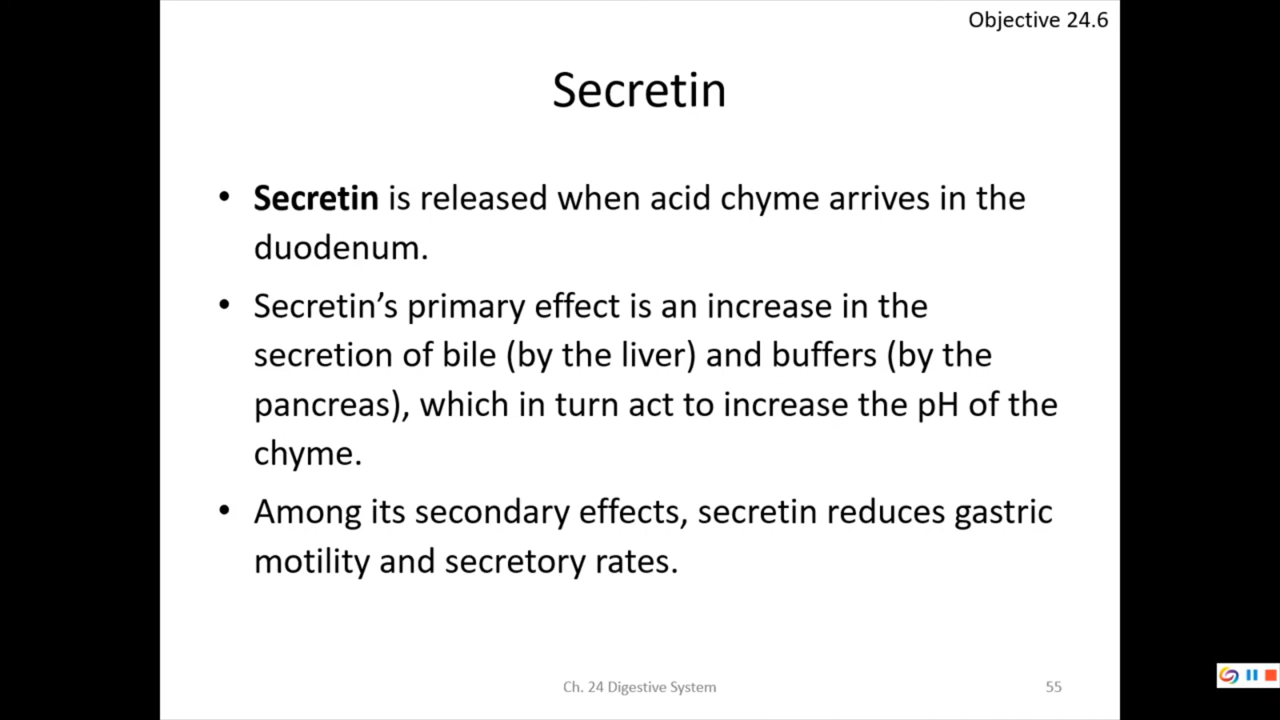 Objective 24.6
Secretin
• Secretin is released when acid chyme arrives in the
duodenum.
• Secretin’s primary effect is an increase in the
secretion of bile (by the liver) and buffers (by the
pancreas), which in turn act to increase the pH of the
chyme.
• Among its secondary effects, secretin reduces gastric
motility and secretory rates.
Ch. 24 Digestive System
55